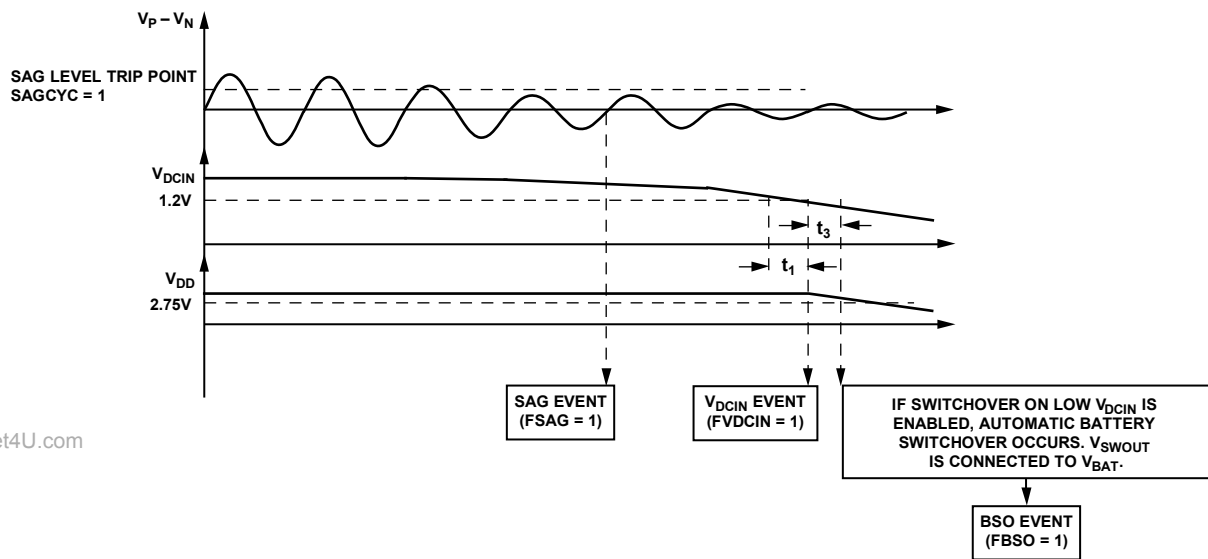 VP – VN
SAG LEVEL TRIP POINT
SAGCYC = 1
VDCIN
1.2V
t3
t1
VDD
2.75V
SAG EVENT
(FSAG = 1)
VDCIN EVENT
(FVDCIN = 1)
IF SWITCHOVER ON LOW VDCIN IS
ENABLED, AUTOMATIC BATTERY
SWITCHOVER OCCURS. VSWOUT
IS CONNECTED TO VBAT.
et4U.com
BSO EVENT
(FBSO = 1)